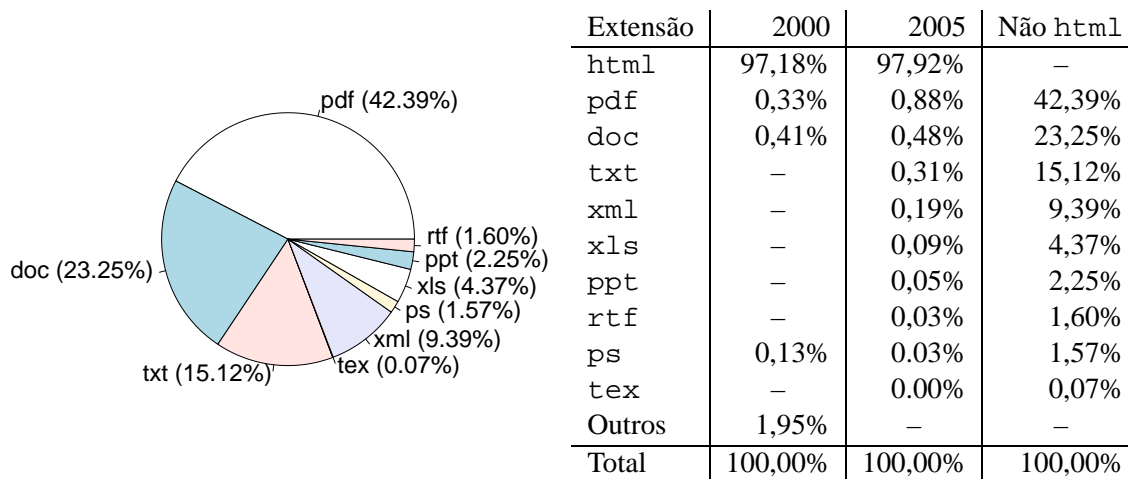 pdf (42.39%)
doc (23.25%)
txt (15.12%)
tex (0.07%)
xml (9.39%)
ps (1.57%)
xls (4.37%)
ppt (2.25%)
rtf (1.60%)
Extensão 2000 2005 Não html
html 97,18% 97,92% –
pdf 0,33% 0,88% 42,39%
doc 0,41% 0,48% 23,25%
txt – 0,31% 15,12%
xml – 0,19% 9,39%
xls – 0,09% 4,37%
ppt – 0,05% 2,25%
rtf – 0,03% 1,60%
ps 0,13% 0.03% 1,57%
tex – 0.00% 0,07%
Outros 1,95% – –
Total 100,00% 100,00% 100,00%